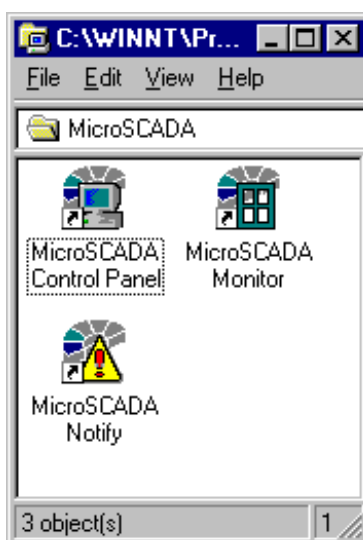 C:\WINNT\Pr...
File Edit View Help
MicroSCADA
MicroSCADA Control Panel
MicroSCADA Monitor
MicroSCADA Notify
3 object(s)
1